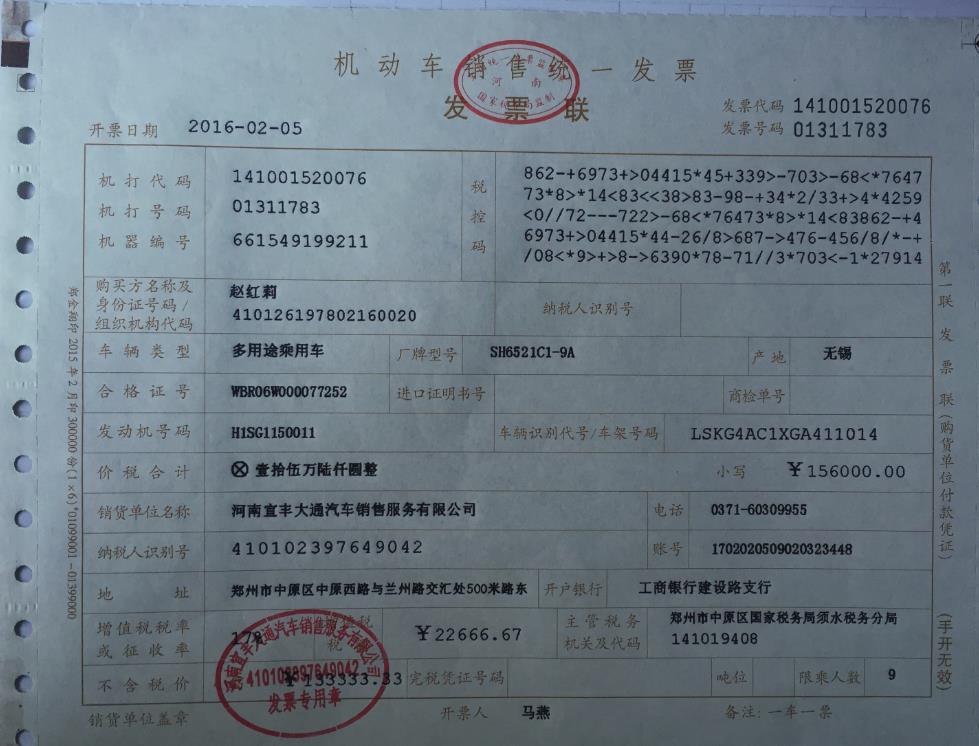 机动车销售统一发票
发票联
河南
国家税务局监制
发票代码 141001520076
发票号码 01311783
开票日期 2016-02-05
机打代码 141001520076
机打号码 01311783
机器编号 661549199211
税控码
862-+6973+>04415*45+339>-703>-68<*7647
73*8>*14<83<<38>83-98-+34*2/33+>4*4259
<0//72---722>-68<*76473*8>*14<83862-+4
6973+>04415*44-26/8>687->476-456/8/*-+
/08<*9>+>8->6390*78-71//3*703<-1*27914
购买方名称及身份证号码/组织机构代码
赵红莉
410126197802160020
纳税人识别号
车辆类型 多用途乘用车 厂牌型号 SH6521C1-9A 产地 无锡
合格证号 WBR06W000077252 进口证明书号 商检单号
发动机号码 H1SG1150011 车辆识别代号/车架号码 LSKG4AC1XGA411014
价税合计 ⊗壹拾伍万陆仟圆整 小写 ¥156000.00
销货单位名称 河南宜丰大通汽车销售服务有限公司 电话 0371-60309955
纳税人识别号 410102397649042 账号 1702020509020323448
地址 郑州市中原区中原西路与兰州路交汇处500米路东 开户银行 工商银行建设路支行
增值税税率或征收率 17% ¥22666.67 主管税务机关及代码 郑州市中原区国家税务局须水税务分局
141019408
不含税价 ¥133333.33 完税凭证号码 吨位 限乘人数 9
销货单位盖章 开票人 马燕 备注:一车一票
河南宜丰大通汽车销售服务有限公司
410102397649042
发票专用章
第一联 发票联(购货单位付款凭证)
(手开无效)
2015年2月印300000份(1×6)*01099001-01399000